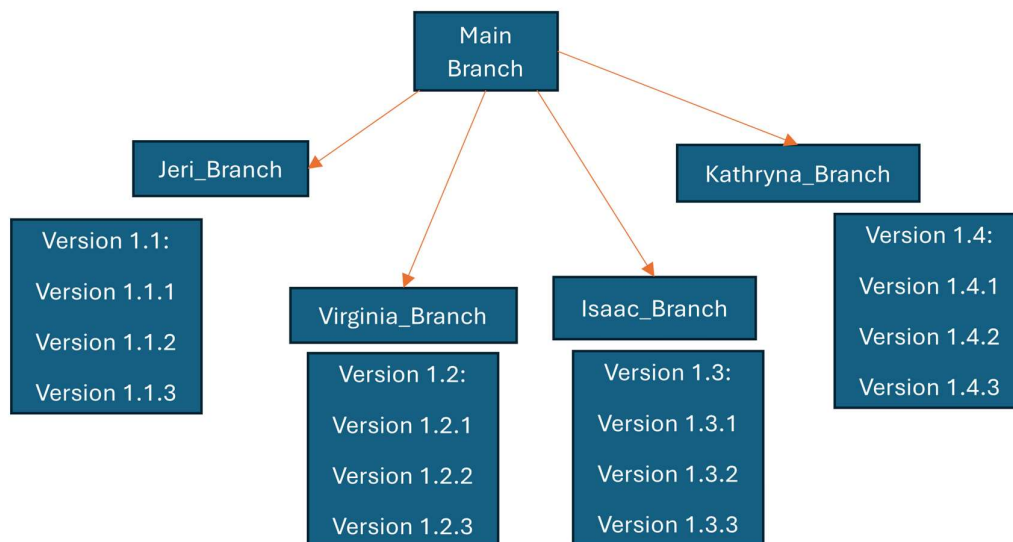 Main
Branch
Jeri_Branch
Kathryna_Branch
Version 1.1:
Version 1.1.1
Version 1.1.2
Version 1.1.3
Version 1.4:
Version 1.4.1
Version 1.4.2
Version 1.4.3
Virginia_Branch
Isaac_Branch
Version 1.2:
Version 1.2.1
Version 1.2.2
Version 1.2.3
Version 1.3:
Version 1.3.1
Version 1.3.2
Version 1.3.3